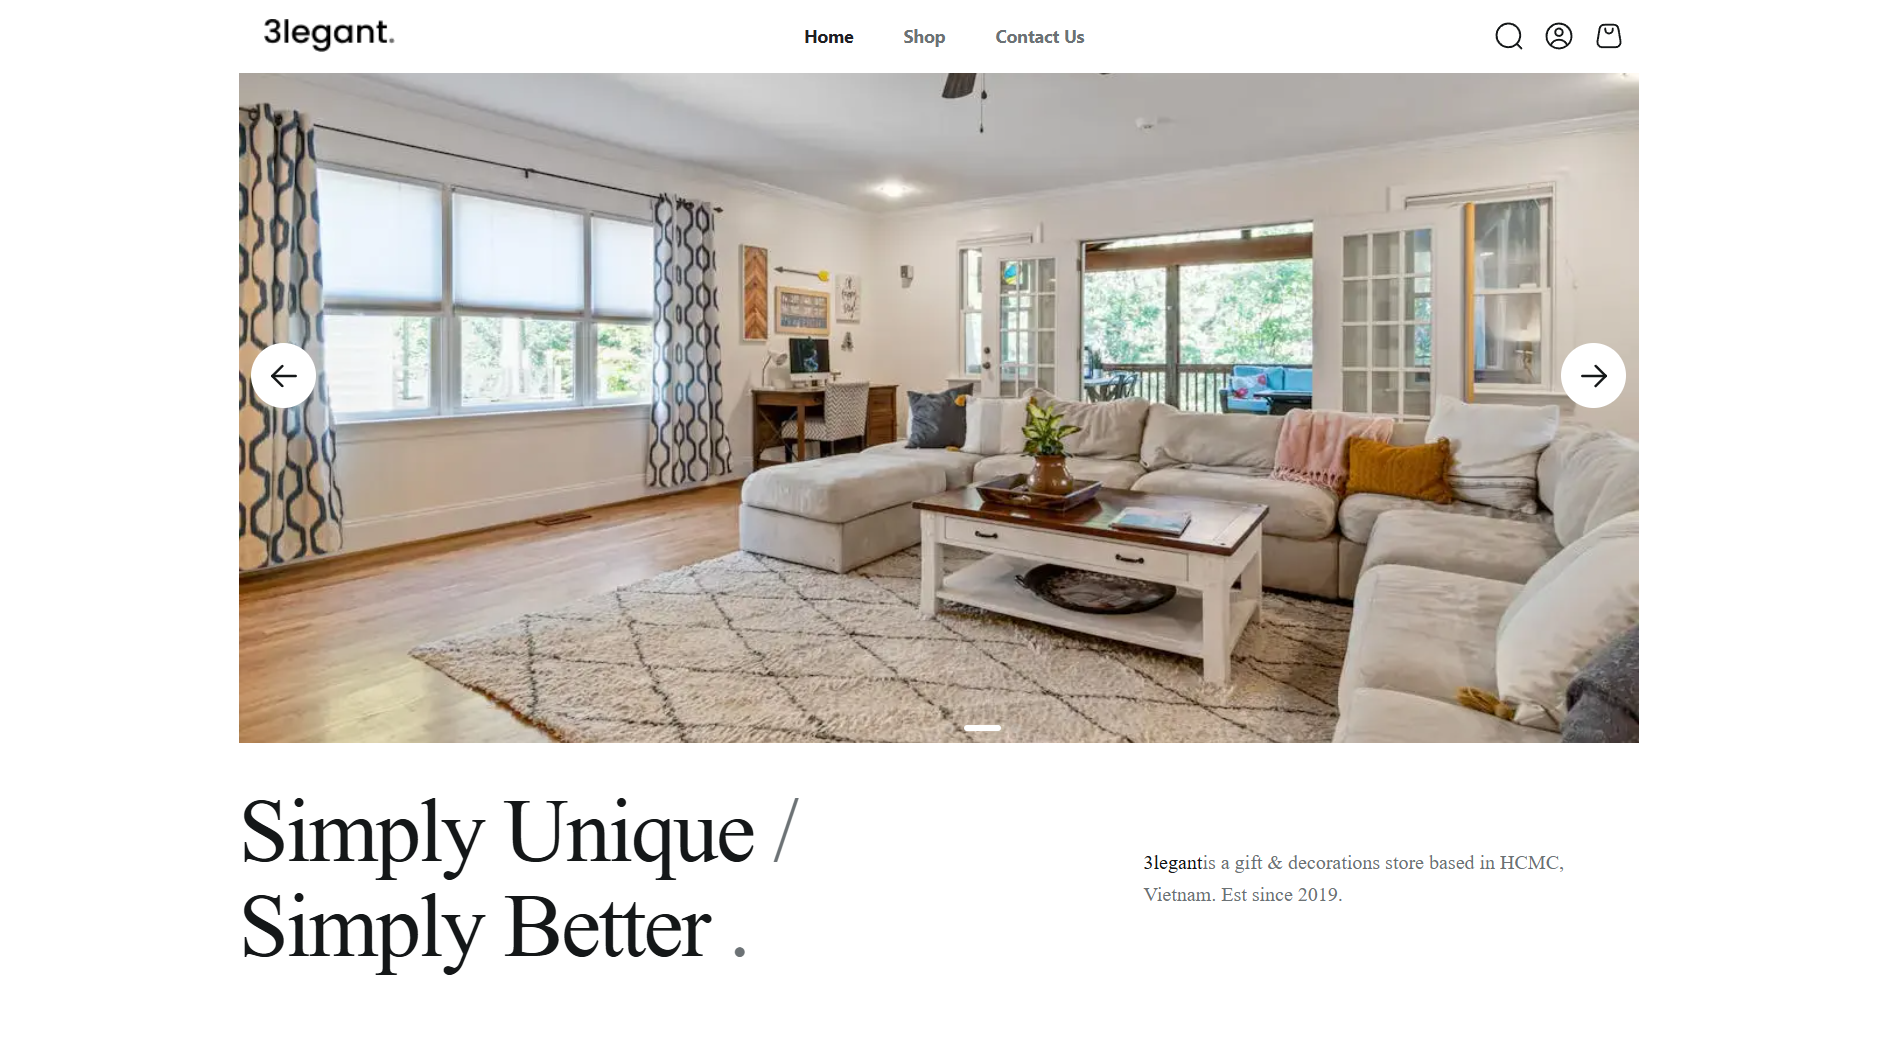 3legant.
Home
Shop
Contact Us
Simply Unique /
Simply Better .
3legantis a gift & decorations store based in HCMC,
Vietnam. Est since 2019.